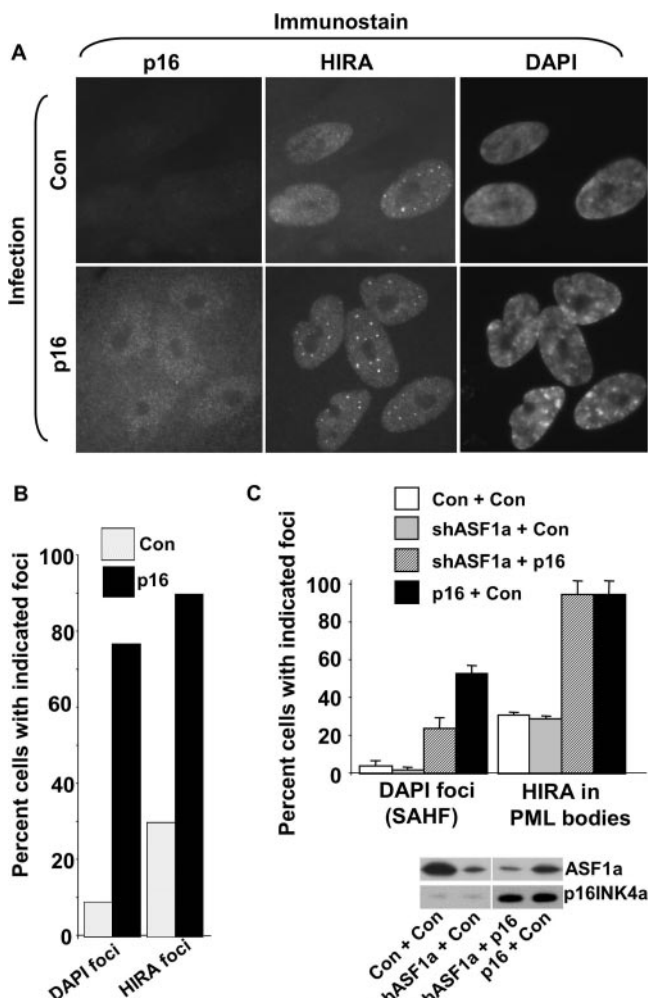 Immunostain
A
p16
HIRA
DAPI
Infection
Con
p16
B
Con
p16
Percent cells with indicated foci
100
80
60
40
20
0
DAPI foci
HIRA foci
C
Con + Con
shASF1a + Con
shASF1a + p16
p16 + Con
Percent cells with indicated foci
100
80
60
40
20
0
DAPI foci
(SAHF)
HIRA in
PML bodies
ASF1a
p16INK4a
Con + Con
shASF1a + Con
shASF1a + p16
p16 + Con